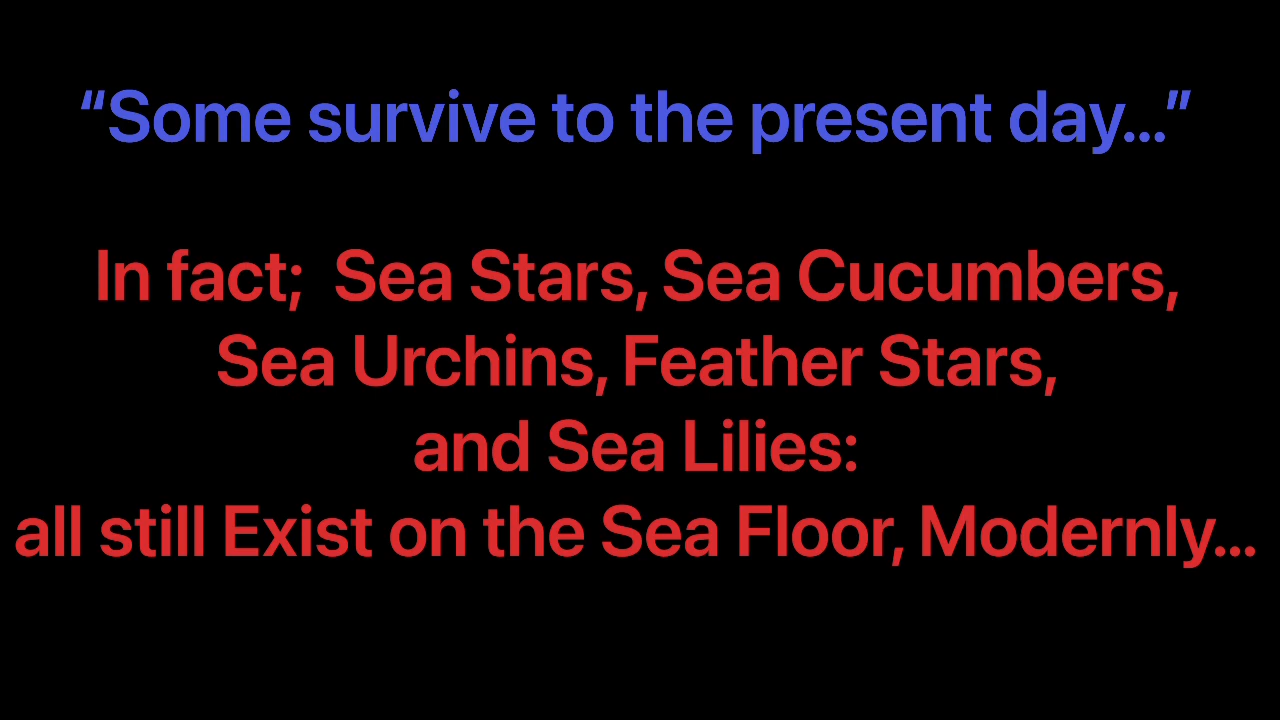 “Some survive to the present day...”
In fact;  Sea Stars, Sea Cucumbers,
Sea Urchins, Feather Stars,
and Sea Lilies:
all still Exist on the Sea Floor, Modernly...